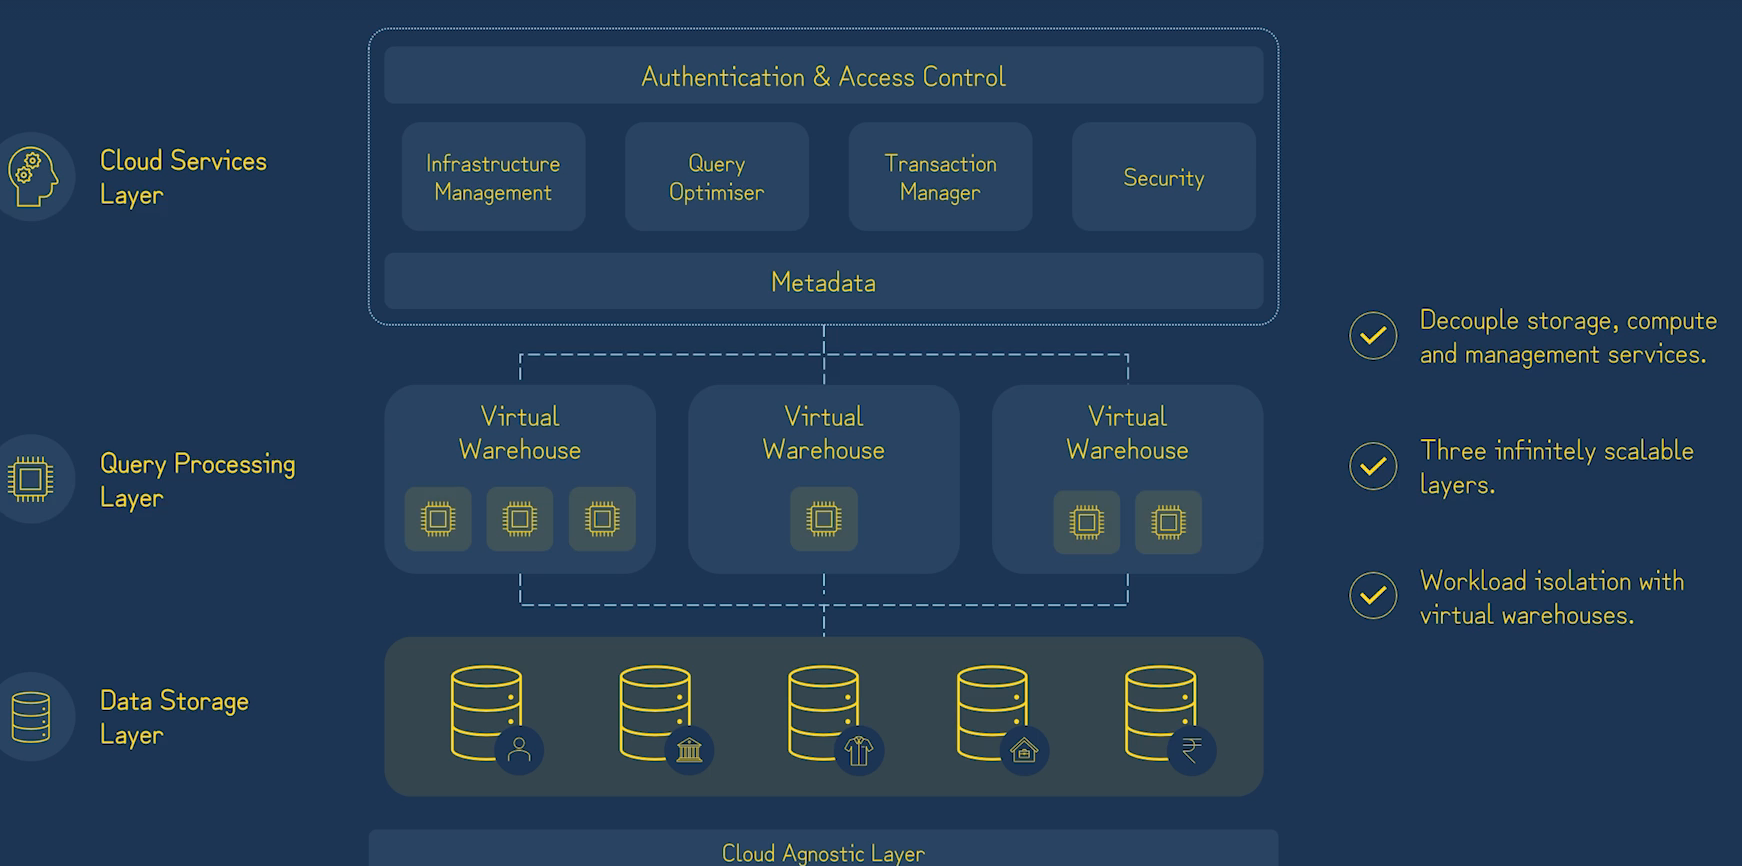 Authentication & Access Control
Cloud Services
Layer
Infrastructure
Management
Query
Optimiser
Transaction
Manager
Security
Metadata
Query Processing
Layer
Virtual
Warehouse
Virtual
Warehouse
Virtual
Warehouse
Data Storage
Layer
₹
Cloud Agnostic Layer
Decouple storage, compute
and management services.
Three infinitely scalable
layers.
Workload isolation with
virtual warehouses.